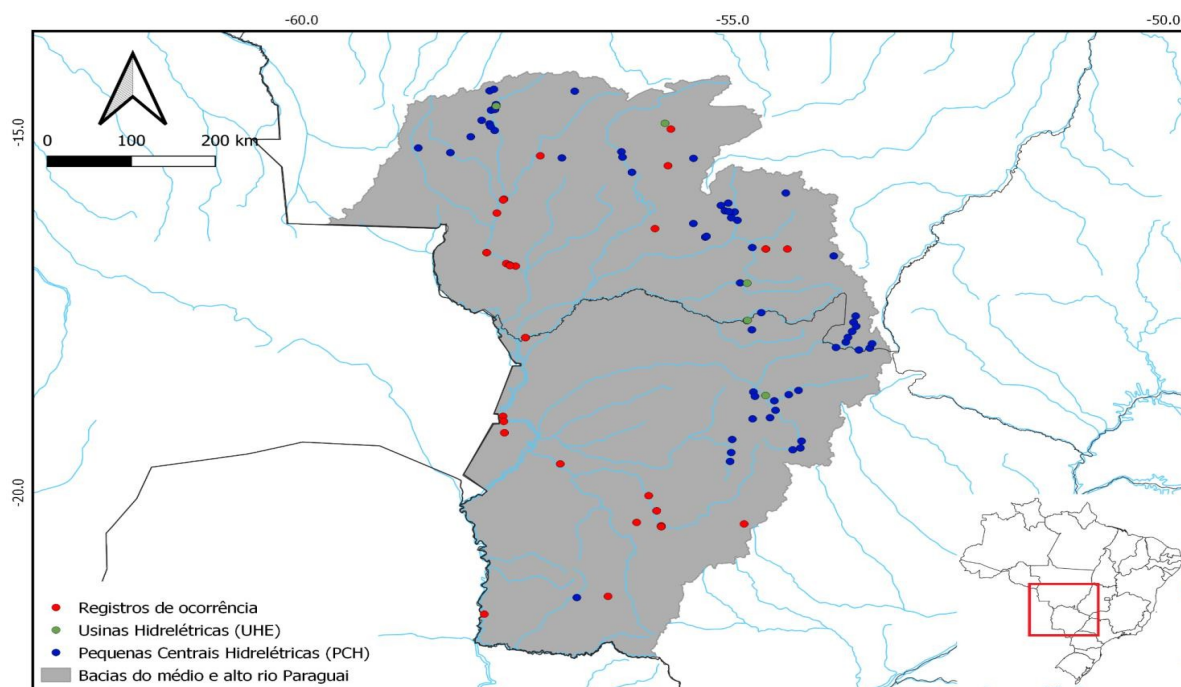 -60.0 -55.0 -50.0
-15.0
0 100 200 km
-20.0
Registros de ocorrência
Usinas Hidrelétricas (UHE)
Pequenas Centrais Hidrelétricas (PCH)
Bacias do médio e alto rio Paraguai